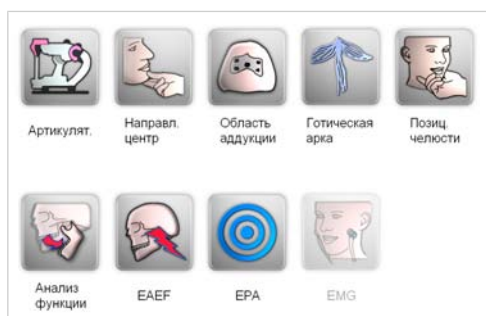 Артикулят.
Направл.
центр
Область
аддукции
Готическая
арка
Позиц.
челюсти
Анализ
функции
EAEF
EPA
EMG